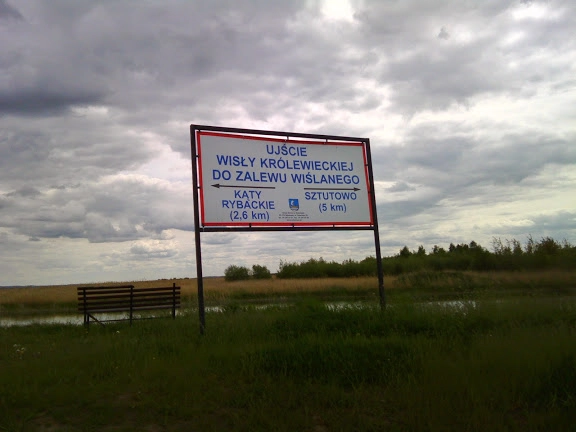 UJŚCIE
WISŁY KRÓLEWIECKIEJ
DO ZALEWU WIŚLANEGO
KĄTY
RYBACKIE
(2,6 km)
SZTUTOWO
(5 km)